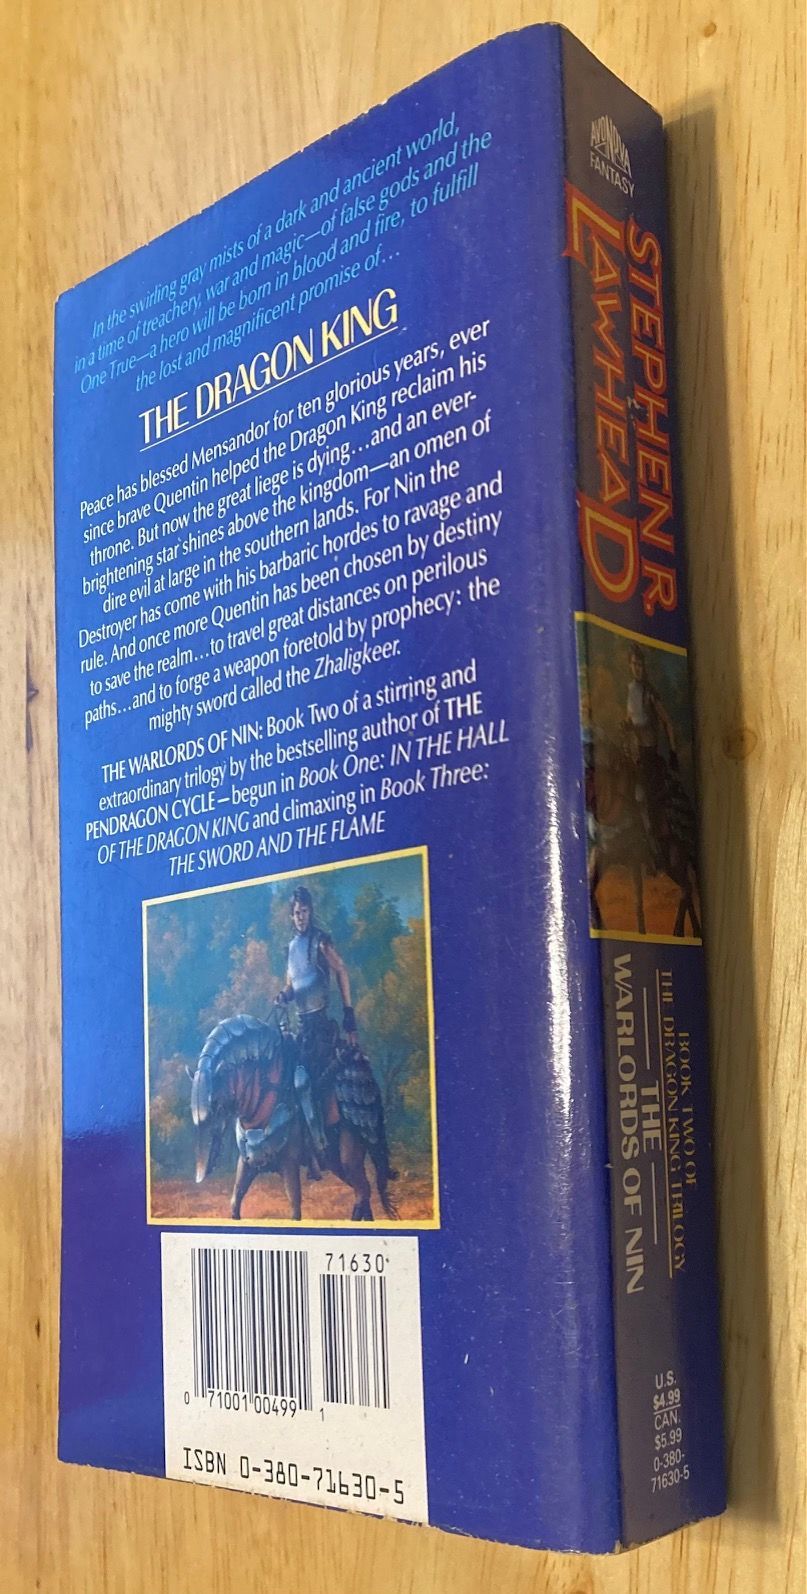 In the swirling gray mists of a dark and ancient world,
in a time of treachery, war and magic—of false gods and the
One True—a hero will be born in blood and fire, to fulfill
the lost and magnificent promise of...
THE DRAGON KING
Peace has blessed Mensandor for ten glorious years, ever
since brave Quentin helped the Dragon King reclaim his
throne. But now the great liege is dying...and an ever-
brightening star shines above the kingdom—an omen of
dire evil at large in the southern lands. For Nin the
Destroyer has come with his barbaric hordes to ravage and
rule. And once more Quentin has been chosen by destiny
to save the realm...to travel great distances on perilous
paths...and to forge a weapon foretold by prophecy: the
mighty sword called the Zhaligkeer.
THE WARLORDS OF NIN: Book Two of a stirring and
extraordinary trilogy by the bestselling author of THE
PENDRAGON CYCLE—begun in Book One: IN THE HALL
OF THE DRAGON KING and climaxing in Book Three:
THE SWORD AND THE FLAME
71630
0 71001 00499 1
ISBN 0-380-71630-5
AVONOVA
FANTASY
STEPHEN R.
LAWHEAD
BOOK TWO OF
THE DRAGON KING TRILOGY
THE
WARLORDS OF NIN
U.S.
$4.99
CAN.
$5.99
0-380-
71630-5